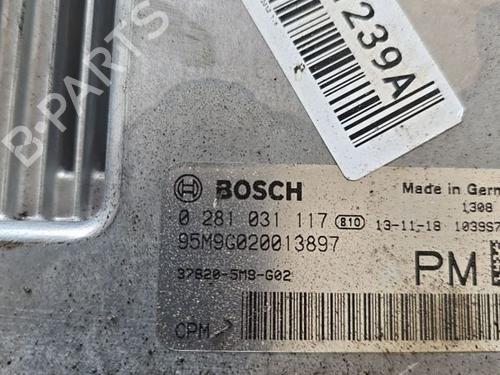 239A
B-PARTS
BOSCH
Made in Germ
0 281 031 117 810 13-11-18 1039S7
1308
95M9G020013897
37820-5M9-G02
PM
CPM